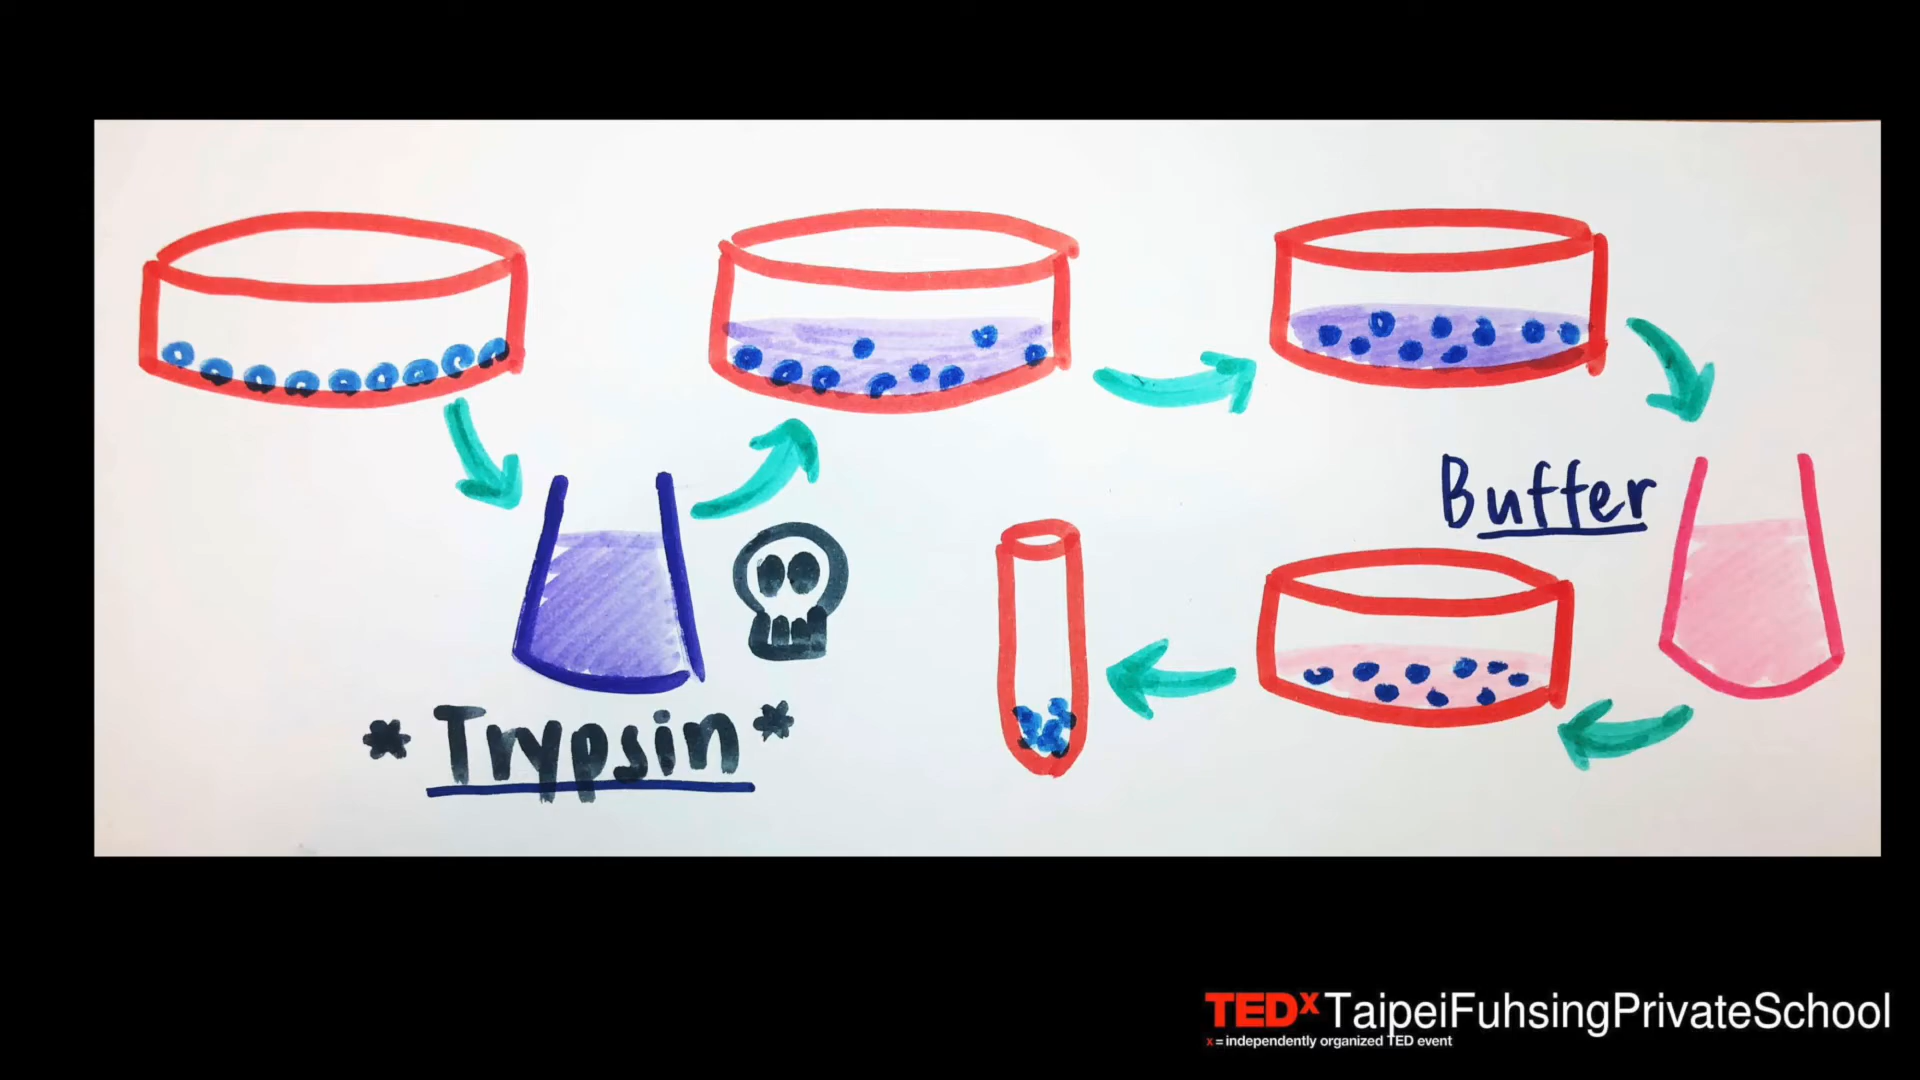 Buffer
*Trypsin*
TEDxTaipeiFuhsingPrivateSchool
x = independently organized TED event